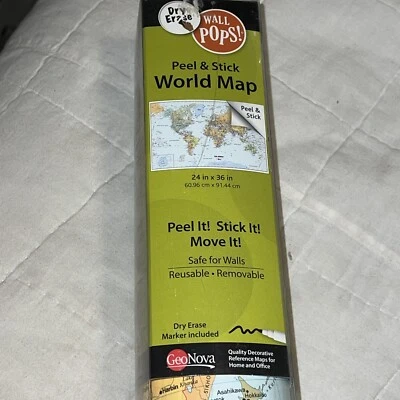 Dry
Erase
WALL
POPS!
Peel & Stick
World Map
Peel &
Stick
24 in x 36 in
60.96 cm x 91.44 cm
Peel It! Stick It!
Move It!
Safe for Walls
Reusable • Removable
Dry Erase
Marker included
GeoNova
Quality Decorative
Reference Maps for
Home and Office
Harbin
Asahikawa
Hokkaido